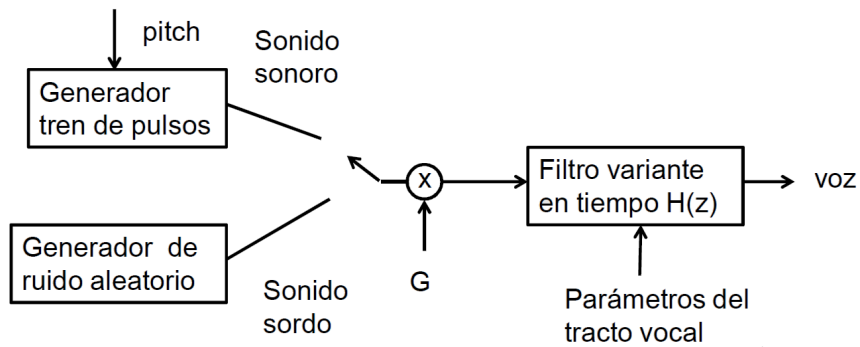 pitch
Sonido
sonoro
Generador
tren de pulsos
x
Filtro variante
en tiempo H(z)
voz
Generador de
ruido aleatorio
Sonido
sordo
G
Parámetros del
tracto vocal